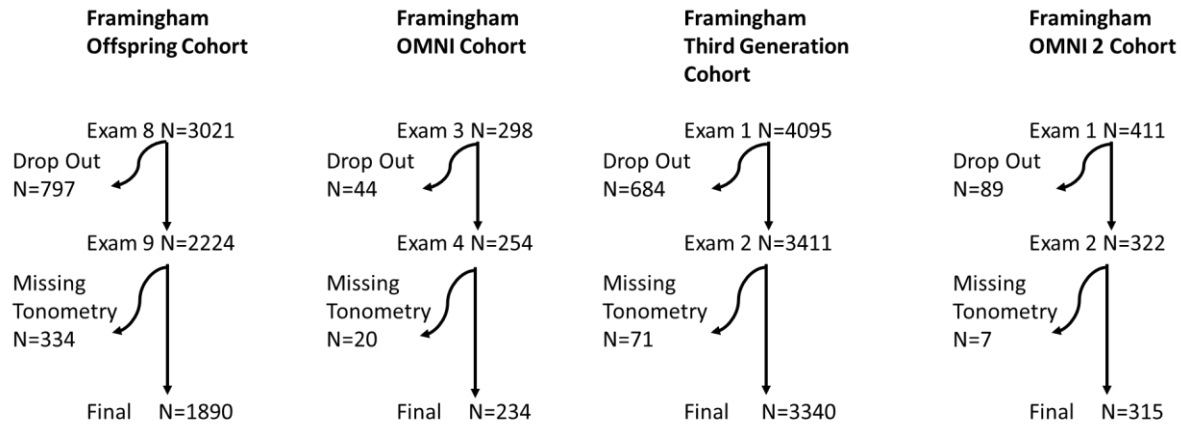 Framingham
Offspring Cohort
Exam 8 N=3021
Drop Out
N=797
Exam 9 N=2224
Missing
Tonometry
N=334
Final N=1890
Framingham
OMNI Cohort
Exam 3 N=298
Drop Out
N=44
Exam 4 N=254
Missing
Tonometry
N=20
Final N=234
Framingham
Third Generation
Cohort
Exam 1 N=4095
Drop Out
N=684
Exam 2 N=3411
Missing
Tonometry
N=71
Final N=3340
Framingham
OMNI 2 Cohort
Exam 1 N=411
Drop Out
N=89
Exam 2 N=322
Missing
Tonometry
N=7
Final N=315